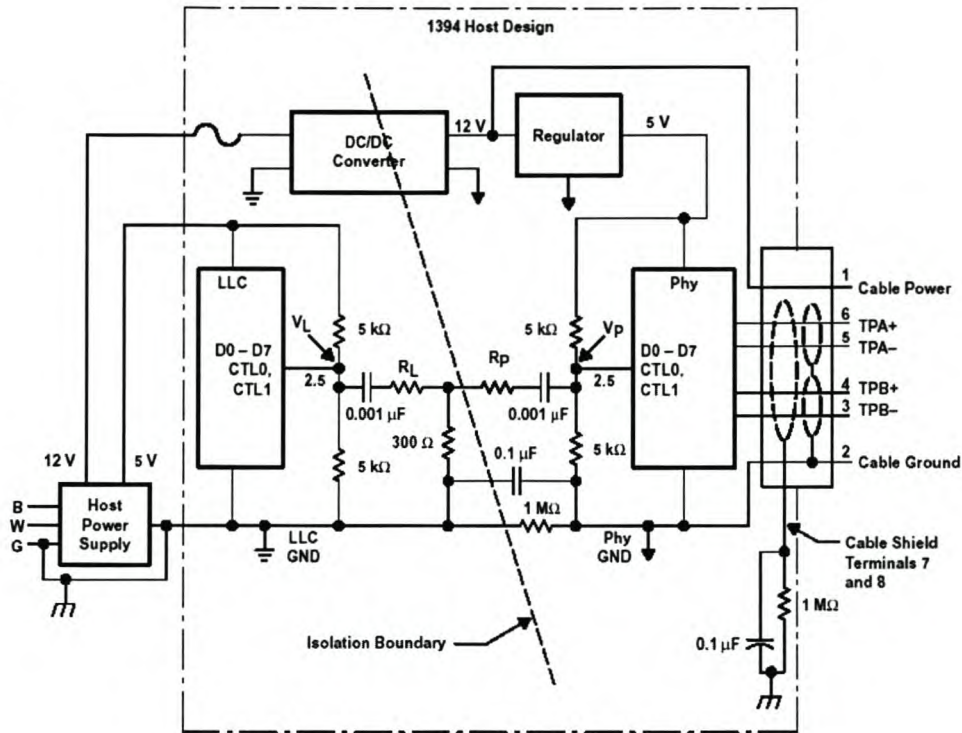 1394 Host Design
12 V
DC/DC
Converter
Regulator
5 V
LLC
Phy
1
Cable Power
VL
5 kΩ
5 kΩ
VP
6
TPA+
5
TPA–
D0 – D7
CTL0,
CTL1
2.5
RL
RP
2.5
D0 – D7
CTL0,
CTL1
4
TPB+
3
TPB–
0.001 µF
0.001 µF
300 Ω
0.1 µF
5 kΩ
5 kΩ
12 V
5 V
2
Cable Ground
B
W
G
Host
Power
Supply
1 MΩ
LLC
GND
Phy
GND
Cable Shield
Terminals 7
and 8
1 MΩ
0.1 µF
Isolation Boundary